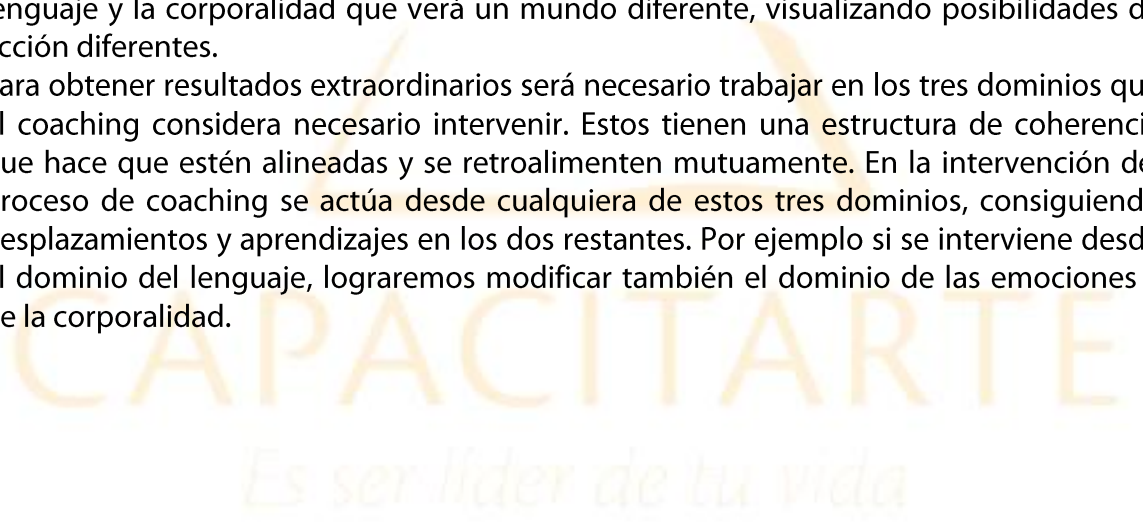 enguaje y la corporalidad que verá un mundo diferente, visualizando posibilidades d
cción diferentes.
ara obtener resultados extraordinarios será necesario trabajar en los tres dominios qu
l coaching considera necesario intervenir. Estos tienen una estructura de coherenci
ue hace que estén alineadas y se retroalimenten mutuamente. En la intervención de
roceso de coaching se actúa desde cualquiera de estos tres dominios, consiguiend
esplazamientos y aprendizajes en los dos restantes. Por ejemplo si se interviene desd
l dominio del lenguaje, lograremos modificar también el dominio de las emociones
e la corporalidad.
CAPACITARTE
Es ser líder de tu vida